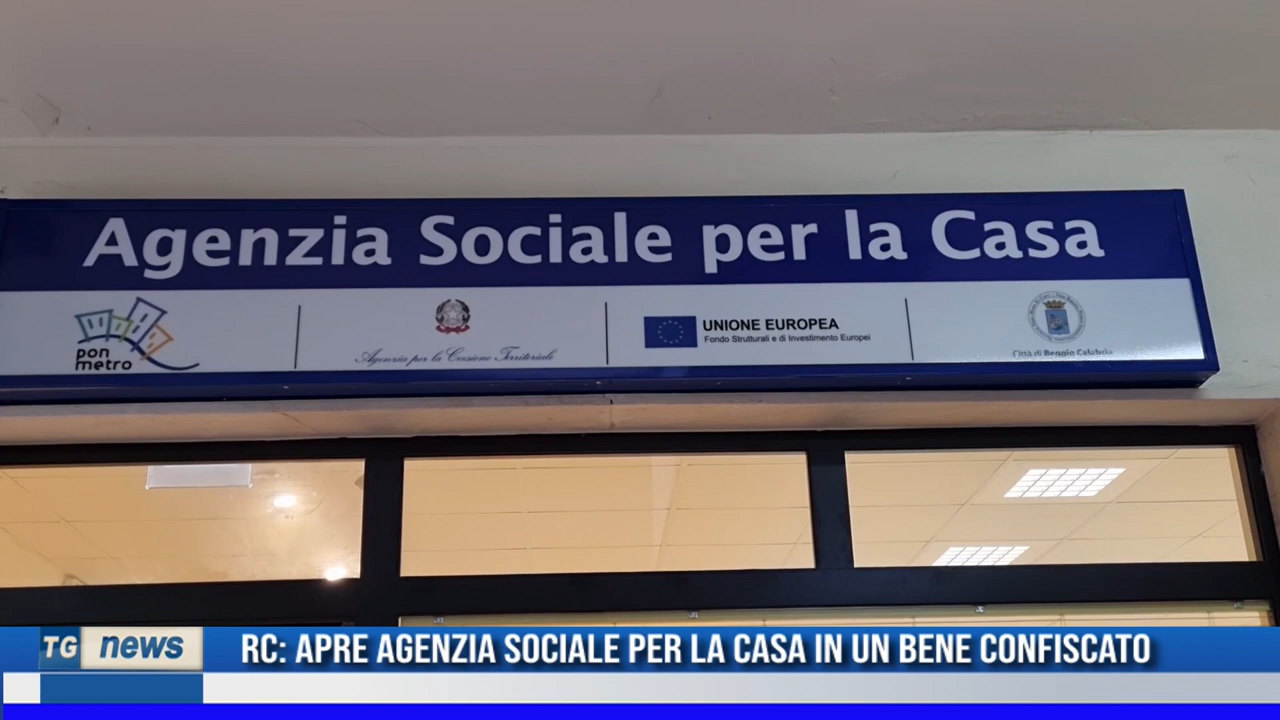 Agenzia Sociale per la Casa
pon
metro
Agenzia per la Coesione Territoriale
UNIONE EUROPEA
Fondo Strutturali e di Investimento Europei
Città di Reggio Calabria
TG news
RC: APRE AGENZIA SOCIALE PER LA CASA IN UN BENE CONFISCATO